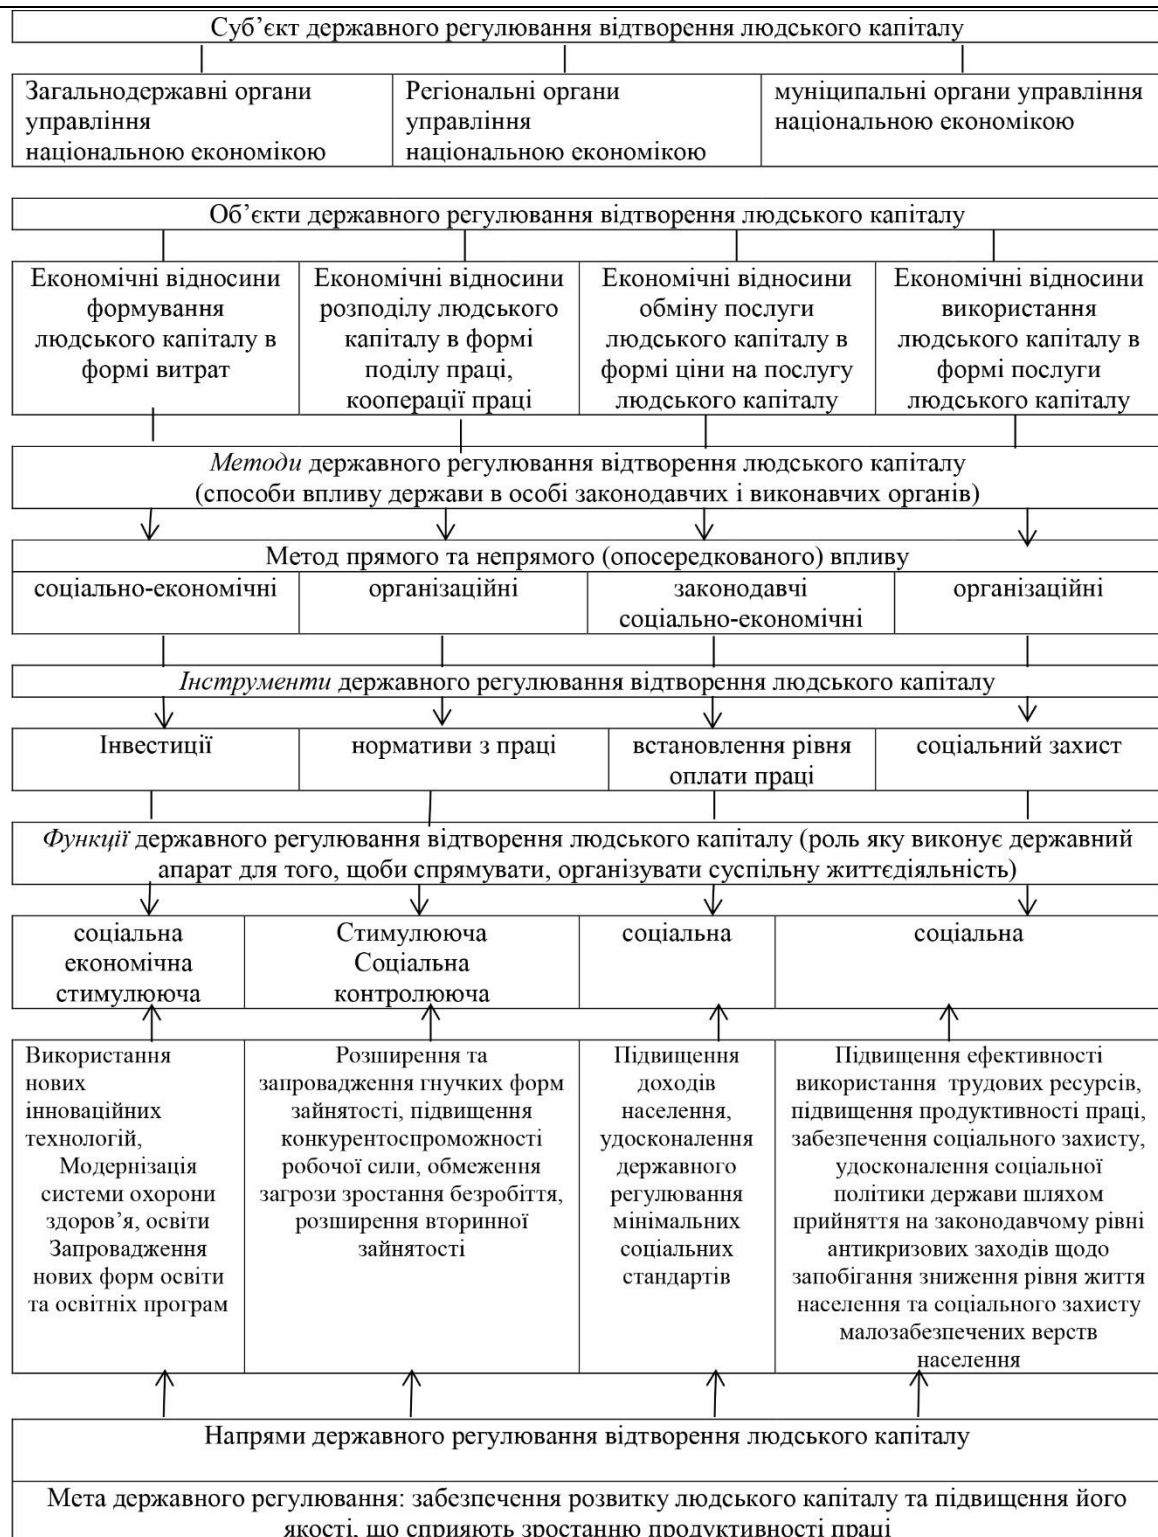 Суб’єкт державного регулювання відтворення людського капіталу
Загальнодержавні органи
управління
національною економікою
Регіональні органи
управління
національною економікою
муніципальні органи управління
національною економікою
Об’єкти державного регулювання відтворення людського капіталу
Економічні відносини
формування
людського капіталу в
формі витрат
Економічні відносини
розподілу людського
капіталу в формі
поділу праці,
кооперації праці
Економічні відносини
обміну послуги
людського капіталу в
формі ціни на послугу
людського капіталу
Економічні відносини
використання
людського капіталу в
формі послуги
людського капіталу
Методи державного регулювання відтворення людського капіталу
(способи впливу держави в особі законодавчих і виконавчих органів)
Метод прямого та непрямого (опосередкованого) впливу
соціально-економічні
організаційні
законодавчі
соціально-економічні
організаційні
Інструменти державного регулювання відтворення людського капіталу
Інвестиції
нормативи з праці
встановлення рівня
оплати праці
соціальний захист
Функції державного регулювання відтворення людського капіталу (роль яку виконує державний
апарат для того, щоби спрямувати, організувати суспільну життєдіяльність)
соціальна
економічна
стимулююча
Стимулююча
Соціальна
контролююча
соціальна
соціальна
Використання
нових
інноваційних
технологій,
Модернізація
системи охорони
здоров’я, освіти
Запровадження
нових форм освіти
та освітніх програм
Розширення та
запровадження гнучких форм
зайнятості, підвищення
конкурентоспроможності
робочої сили, обмеження
загрози зростання безробіття,
розширення вторинної
зайнятості
Підвищення
доходів
населення,
удосконалення
державного
регулювання
мінімальних
соціальних
стандартів
Підвищення ефективності
використання трудових ресурсів,
підвищення продуктивності праці,
забезпечення соціального захисту,
удосконалення соціальної
політики держави шляхом
прийняття на законодавчому рівні
антикризових заходів щодо
запобігання зниження рівня життя
населення та соціального захисту
малозабезпечених верств
населення
Напрями державного регулювання відтворення людського капіталу
Мета державного регулювання: забезпечення розвитку людського капіталу та підвищення його
якості, що сприяють зростанню продуктивності праці